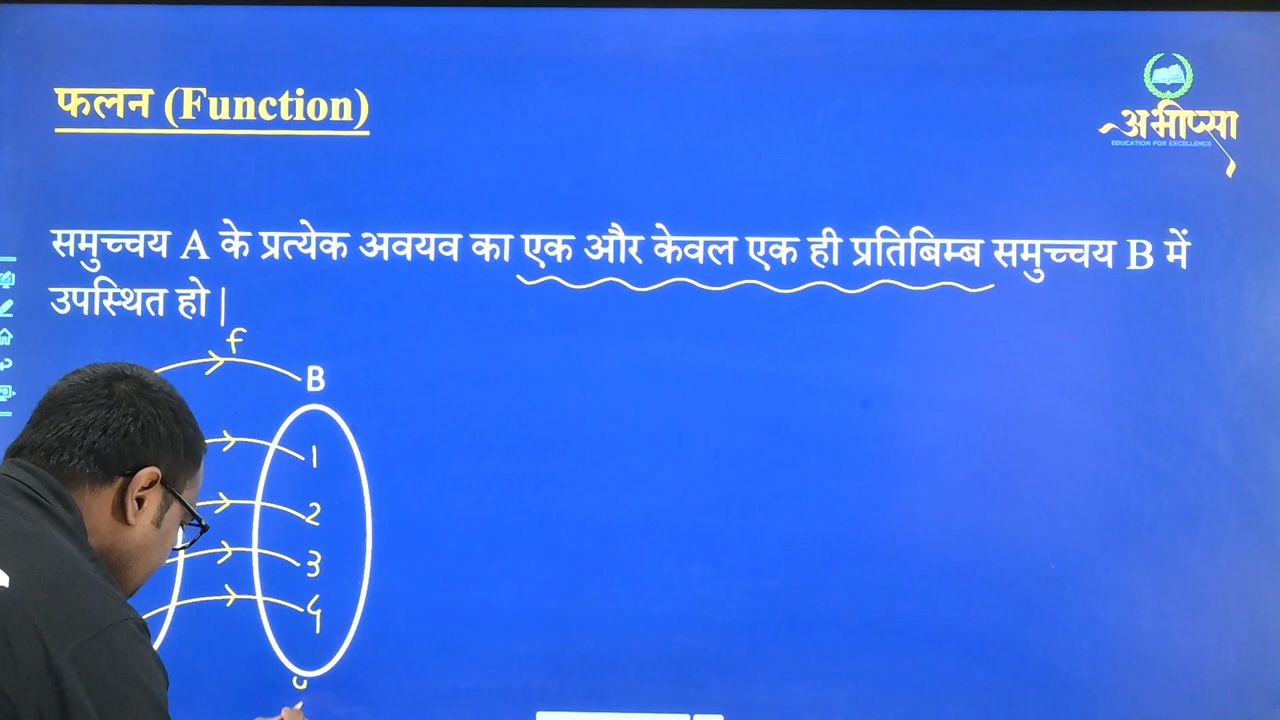 फलन (Function)
अभीप्सा
EDUCATION FOR EXCELLENCE
समुच्चय A के प्रत्येक अवयव का एक और केवल एक ही प्रतिबिम्ब समुच्चय B में
उपस्थित हो |
f
B
1
2
3
4